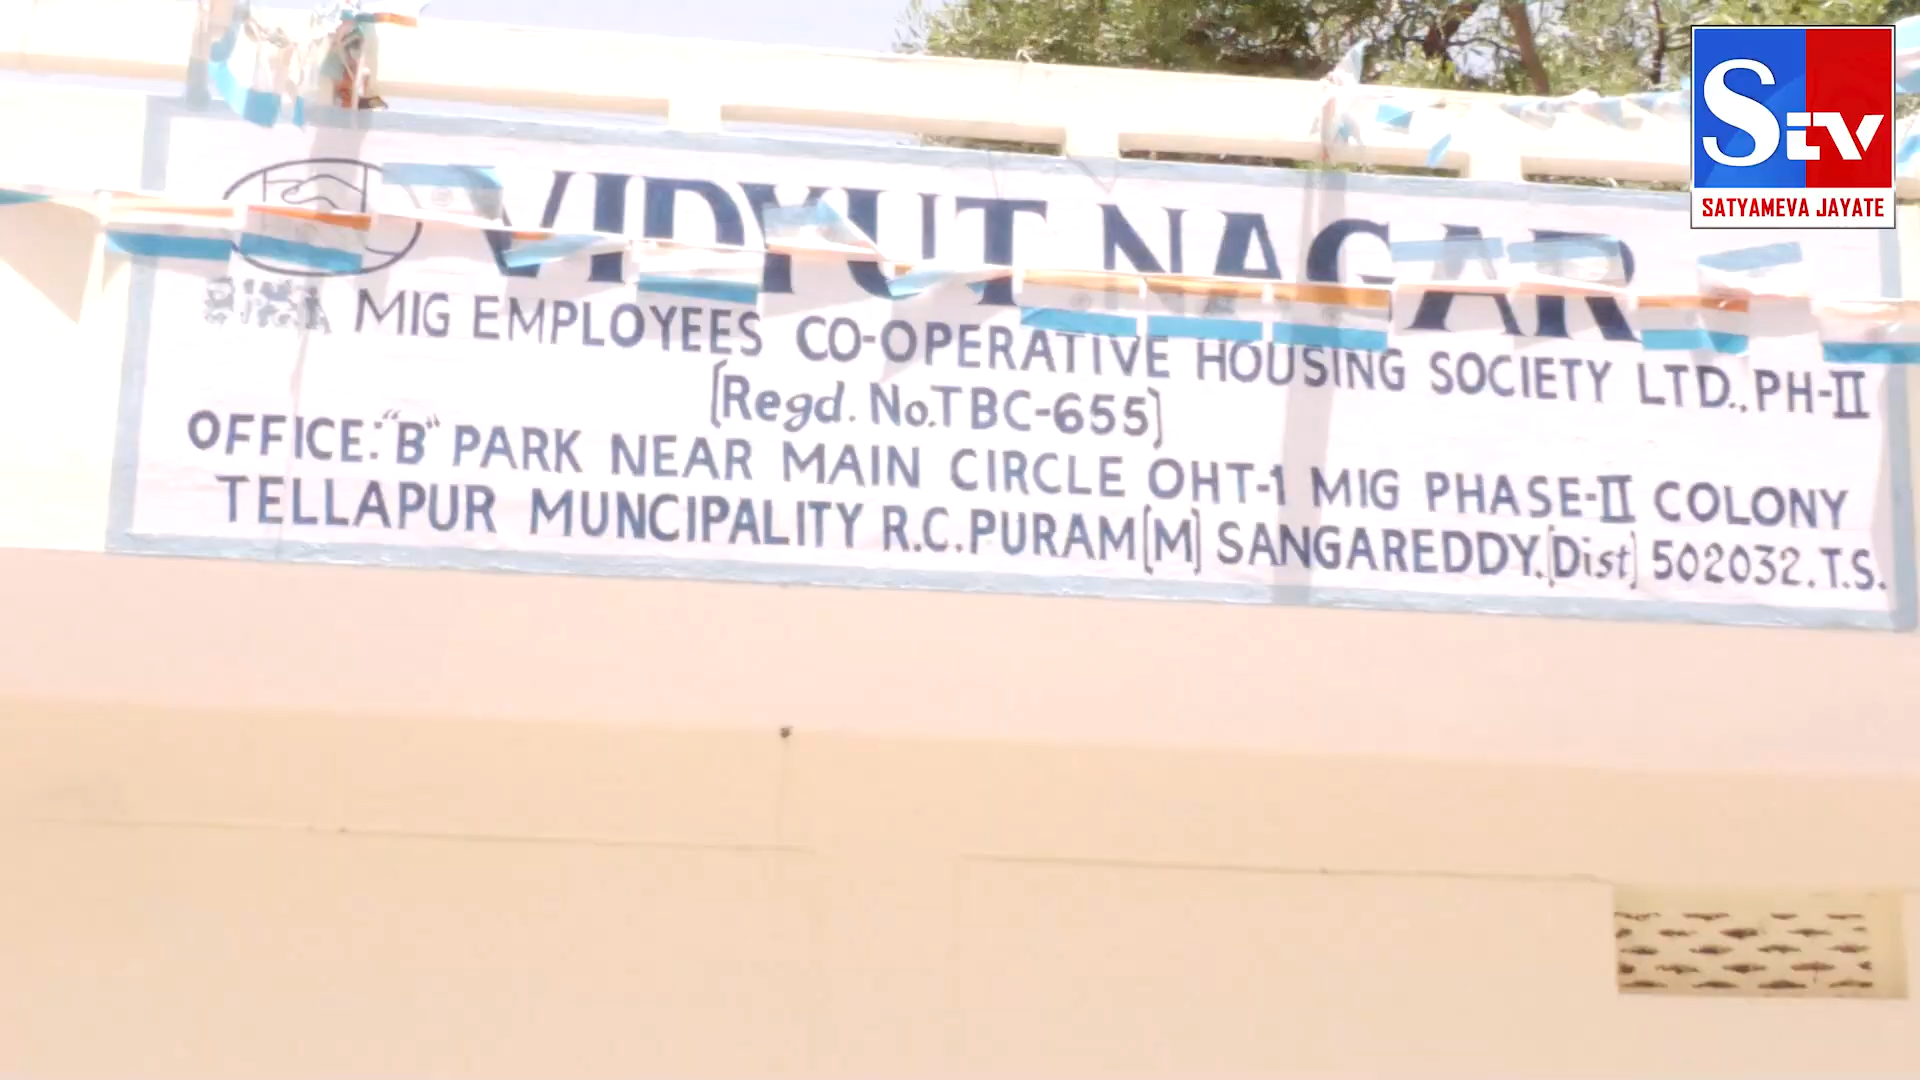 VIDYUT NAGAR
MIG EMPLOYEES CO-OPERATIVE HOUSING SOCIETY LTD., PH-II
[Regd. No.TBC-655]
OFFICE: "B" PARK NEAR MAIN CIRCLE OHT-1 MIG PHASE-II COLONY
TELLAPUR MUNCIPALITY R.C.PURAM[M] SANGAREDDY.[Dist] 502032.T.S.
Stv
SATYAMEVA JAYATE